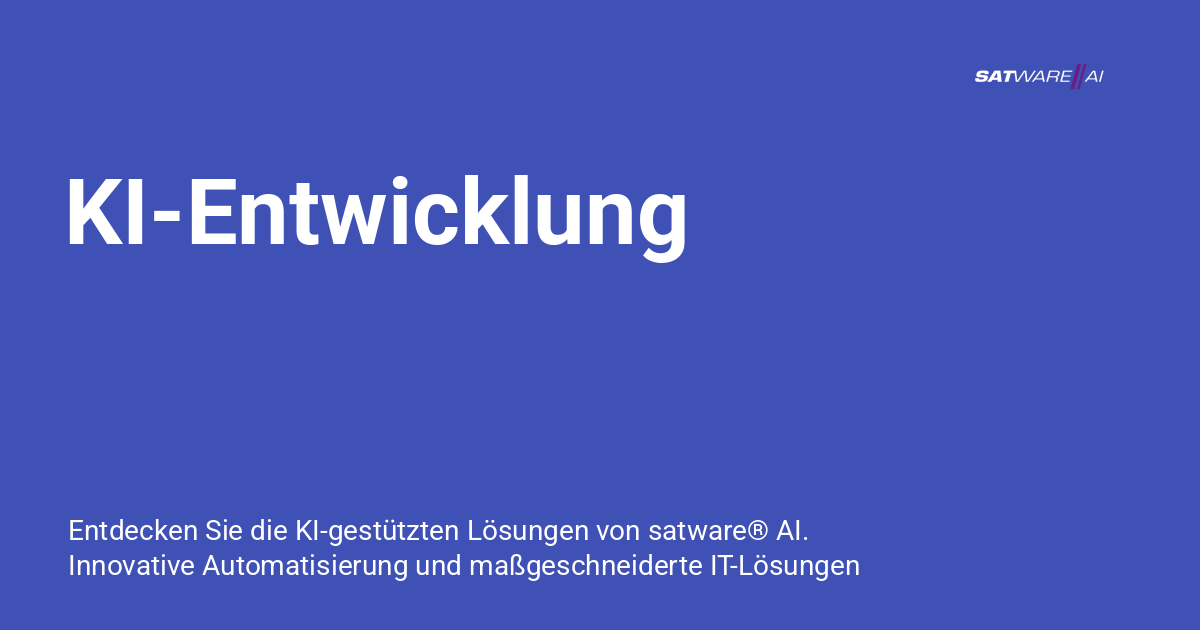 SATWARE//AI
KI-Entwicklung
Entdecken Sie die KI-gestützten Lösungen von satware® AI.
Innovative Automatisierung und maßgeschneiderte IT-Lösungen